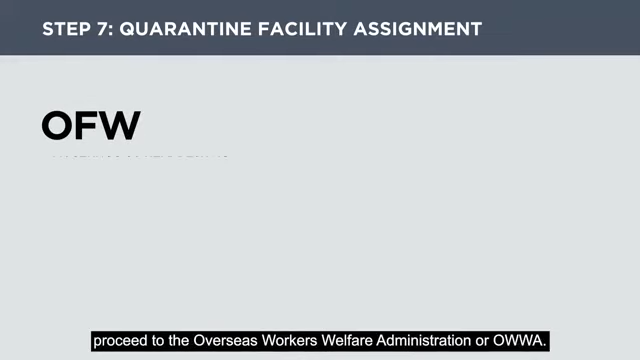 STEP 7: QUARANTINE FACILITY ASSIGNMENT
OFW
proceed to the Overseas Workers Welfare Administration or OWWA.